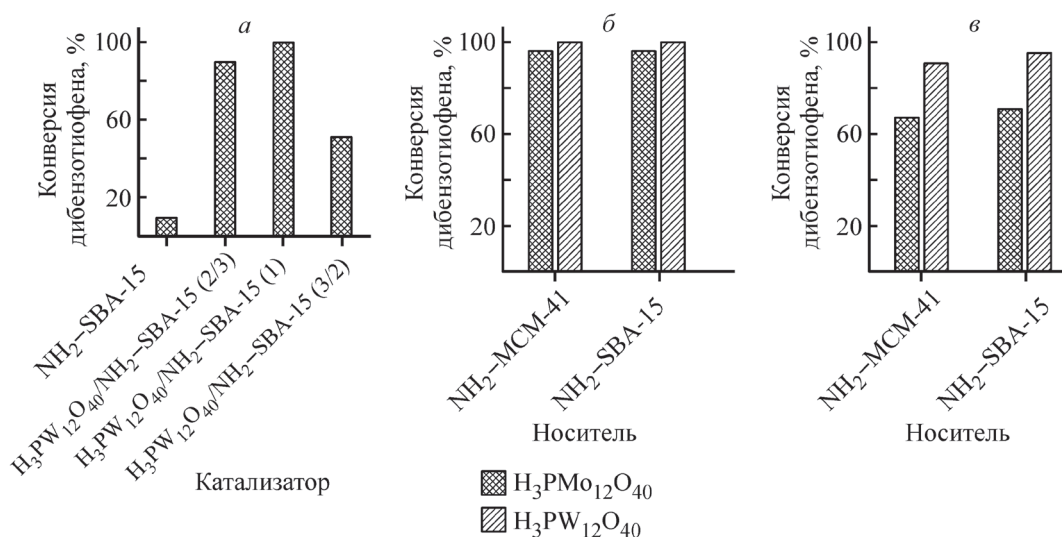 а
Конверсия
дибензотиофена, %
100
60
20
NH₂–SBA-15
H₃PW₁₂O₄₀/NH₂–SBA-15 (2/3)
H₃PW₁₂O₄₀/NH₂–SBA-15 (1)
H₃PW₁₂O₄₀/NH₂–SBA-15 (3/2)
Катализатор
б
Конверсия
дибензотиофена, %
100
60
20
NH₂–MCM-41
NH₂–SBA-15
Носитель
в
Конверсия
дибензотиофена, %
100
60
20
NH₂–MCM-41
NH₂–SBA-15
Носитель
H₃PMo₁₂O₄₀
H₃PW₁₂O₄₀